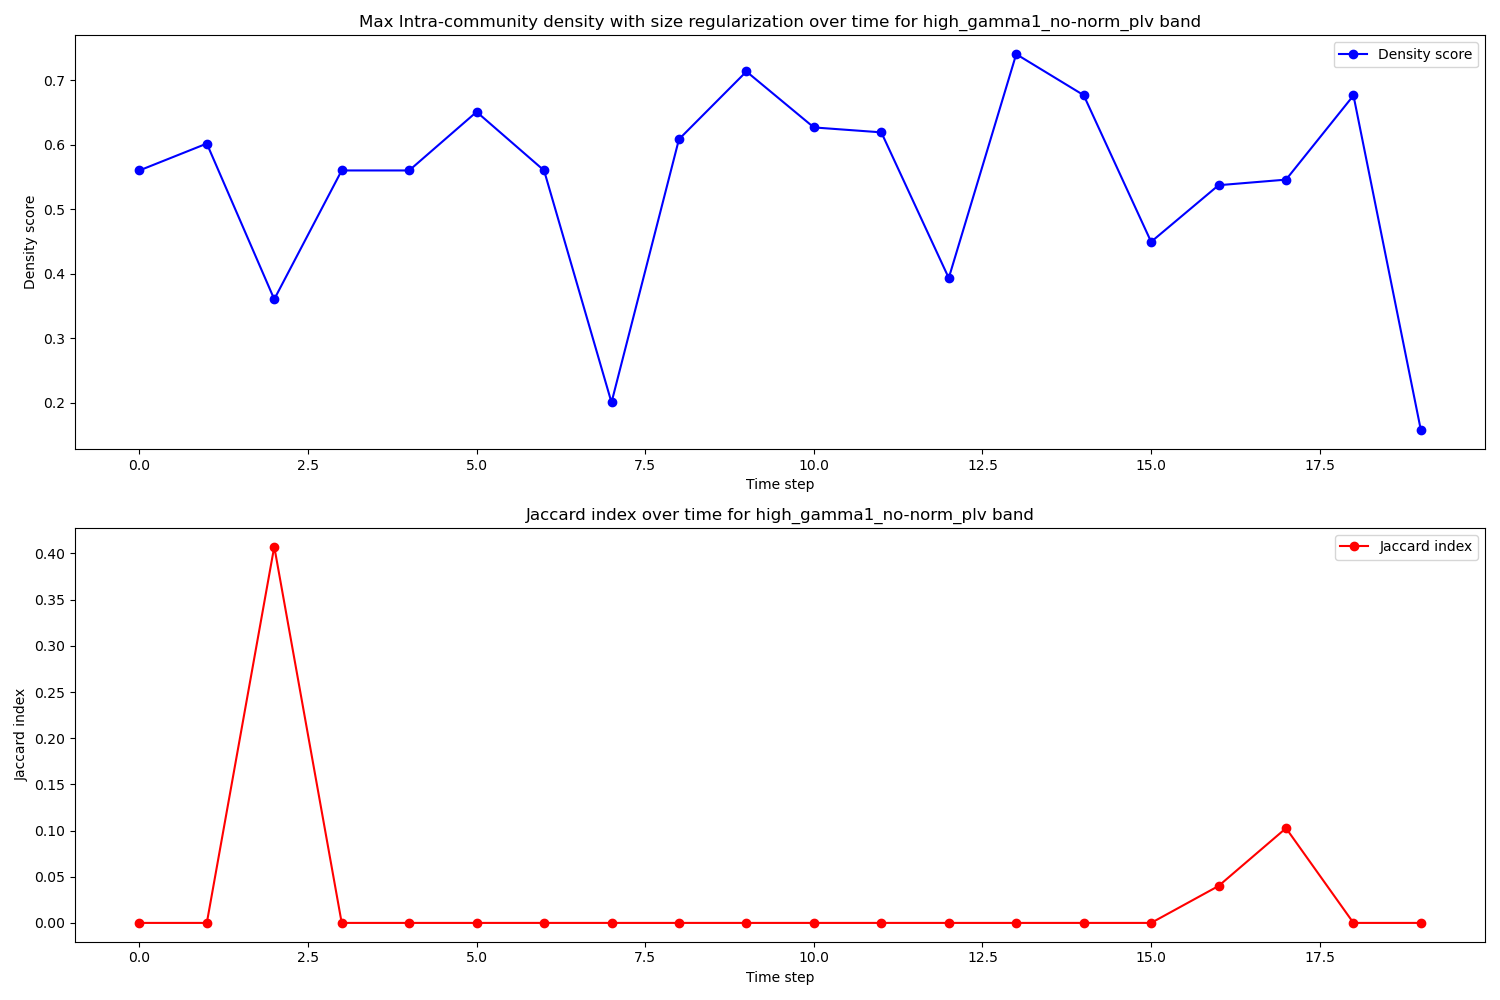 Max Intra-community density with size regularization over time for high_gamma1_no-norm_plv band
Density score
0.7
0.6
0.5
0.4
0.3
0.2
Density score
0.0 2.5 5.0 7.5 10.0 12.5 15.0 17.5
Time step
Jaccard index over time for high_gamma1_no-norm_plv band
Jaccard index
0.40
0.35
0.30
0.25
0.20
0.15
0.10
0.05
0.00
Jaccard index
0.0 2.5 5.0 7.5 10.0 12.5 15.0 17.5
Time step